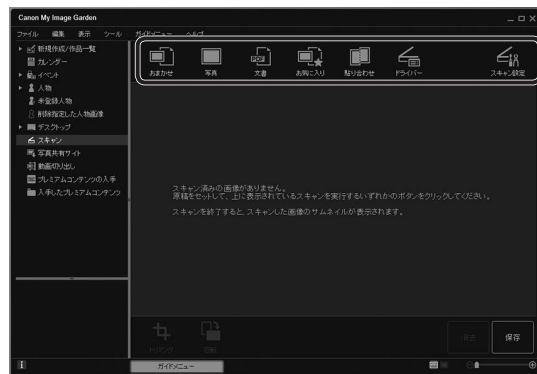 Canon My Image Garden
ファイル 編集 表示 ツール ガイドメニュー ヘルプ
新規作成/作品一覧
カレンダー
イベント
人物
未登録人物
削除指定した人物画像
デスクトップ
スキャン
写真共有サイト
動画切り出し
プレミアムコンテンツの入手
入手したプレミアムコンテンツ
おまかせ 写真 文書 お気に入り 貼り合わせ ドライバー スキャン設定
PDF
スキャン済みの画像がありません。
原稿をセットして、上に表示されているスキャンを実行するいずれかのボタンをクリックしてください。
スキャンを終了すると、スキャンした画像のサムネイルが表示されます。
トリミング 回転 消去 保存
ガイドメニュー